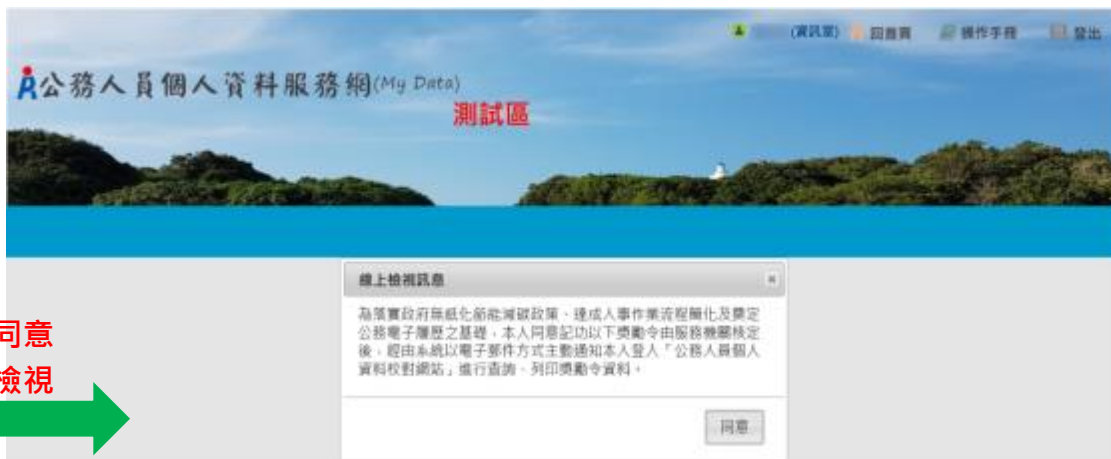 (資訊室) 回首頁 操作手冊 登出
公務人員個人資料服務網(My Data)
測試區
線上檢視訊息
為落實政府無紙化節能減碳政策、達成人事作業流程簡化及奠定
公務電子履歷之基礎，本人同意記功以下獎勵令由服務機關核定
後，經由系統以電子郵件方式主動通知本人登入「公務人員個人
資料校對網站」進行查詢、列印獎勵令資料。
同意
檢視
同意